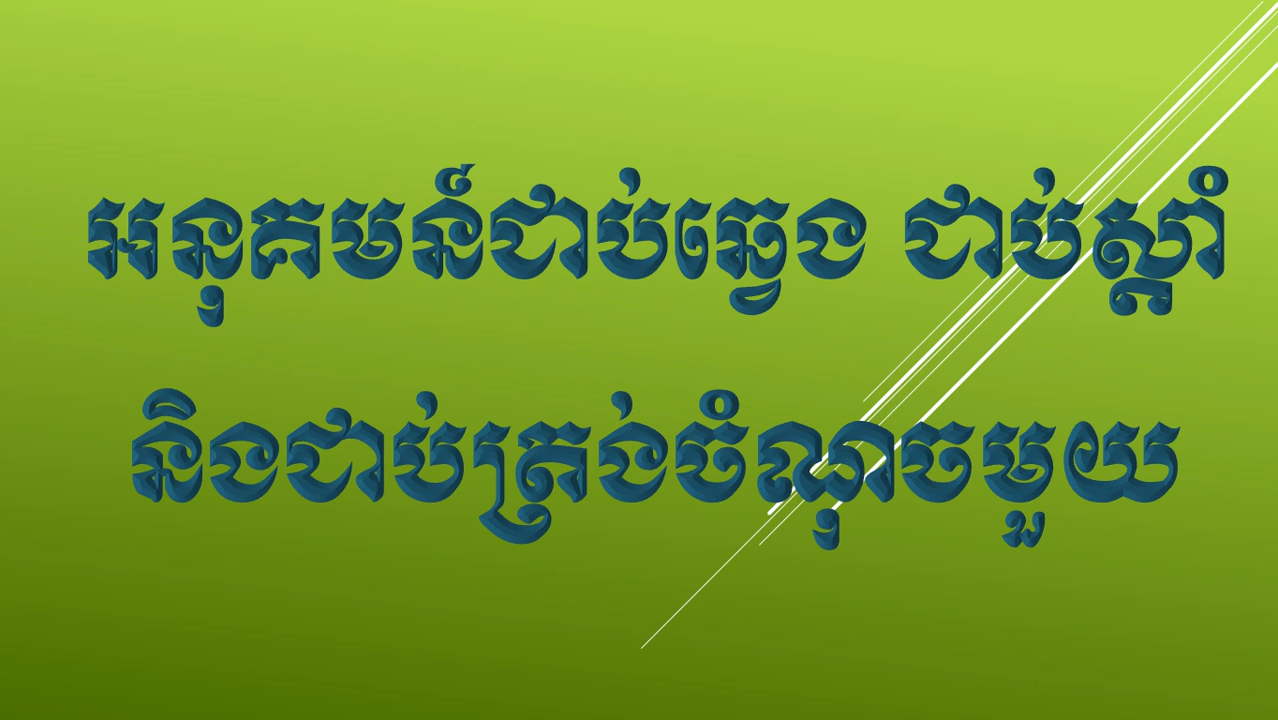 អនុគមន៍ជាប់ឆ្វេង ជាប់ស្ដាំ
និងជាប់ត្រង់ចំណុចមួយ